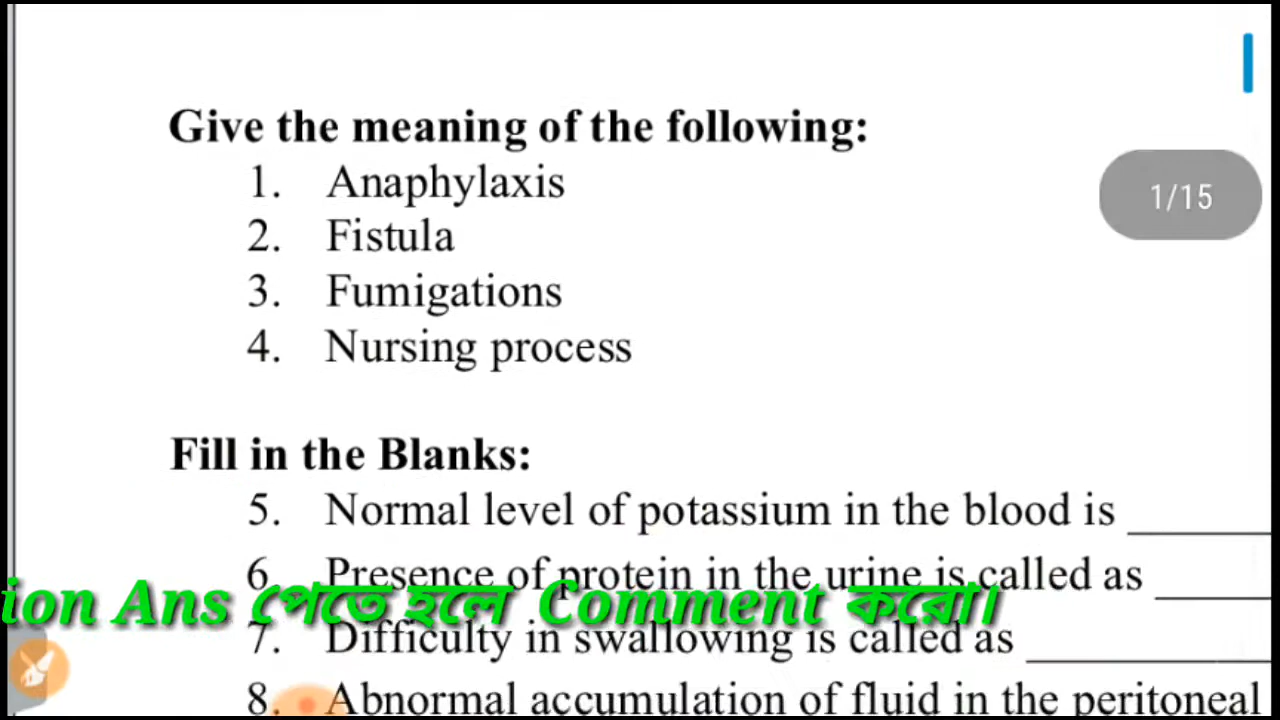 Give the meaning of the following:
1. Anaphylaxis
1/15
2. Fistula
3. Fumigations
4. Nursing process
Fill in the Blanks:
5. Normal level of potassium in the blood is ______
6. Presence of protein in the urine is called as ______
ion Ans পেতে হলে Comment করো।
7. Difficulty in swallowing is called as ______
8. Abnormal accumulation of fluid in the peritoneal